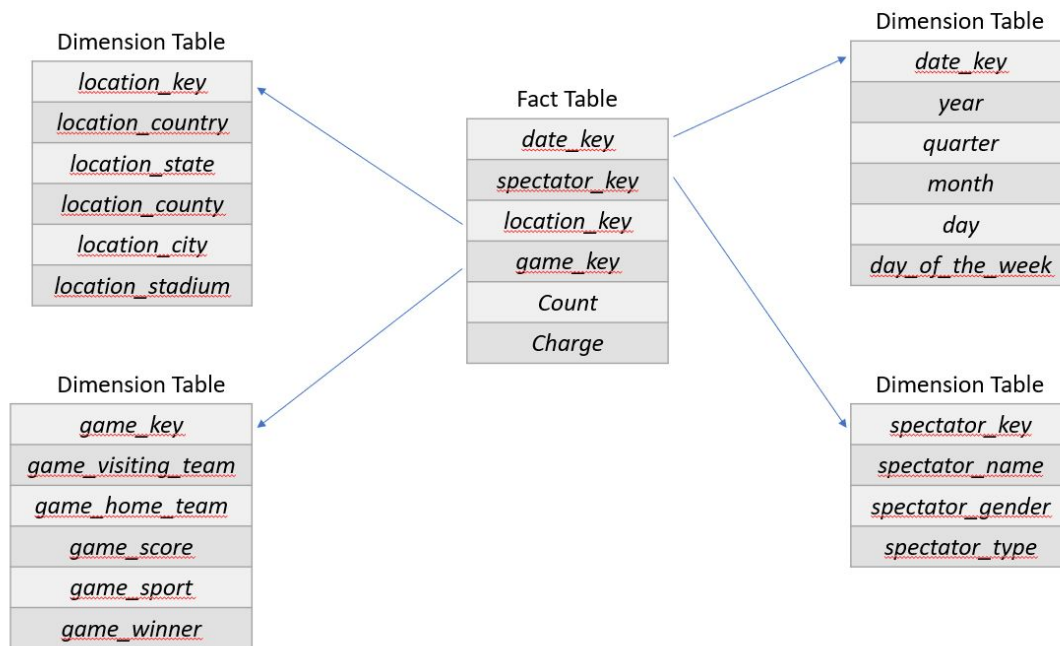 Dimension Table
location_key
location_country
location_state
location_county
location_city
location_stadium
Fact Table
date_key
spectator_key
location_key
game_key
Count
Charge
Dimension Table
date_key
year
quarter
month
day
day_of_the_week
Dimension Table
game_key
game_visiting_team
game_home_team
game_score
game_sport
game_winner
Dimension Table
spectator_key
spectator_name
spectator_gender
spectator_type